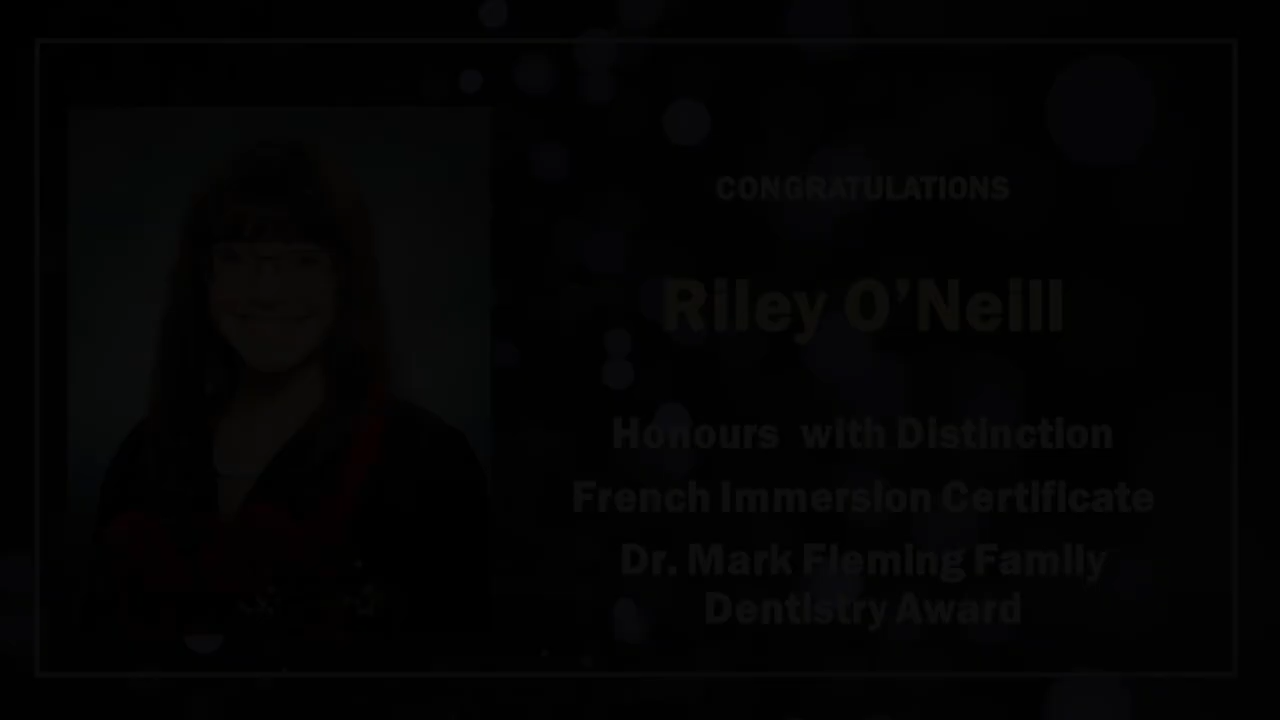 CONGRATULATIONS
Riley O'Neill
Honours with Distinction
French Immersion Certificate
Dr. Mark Fleming Family
Dentistry Award